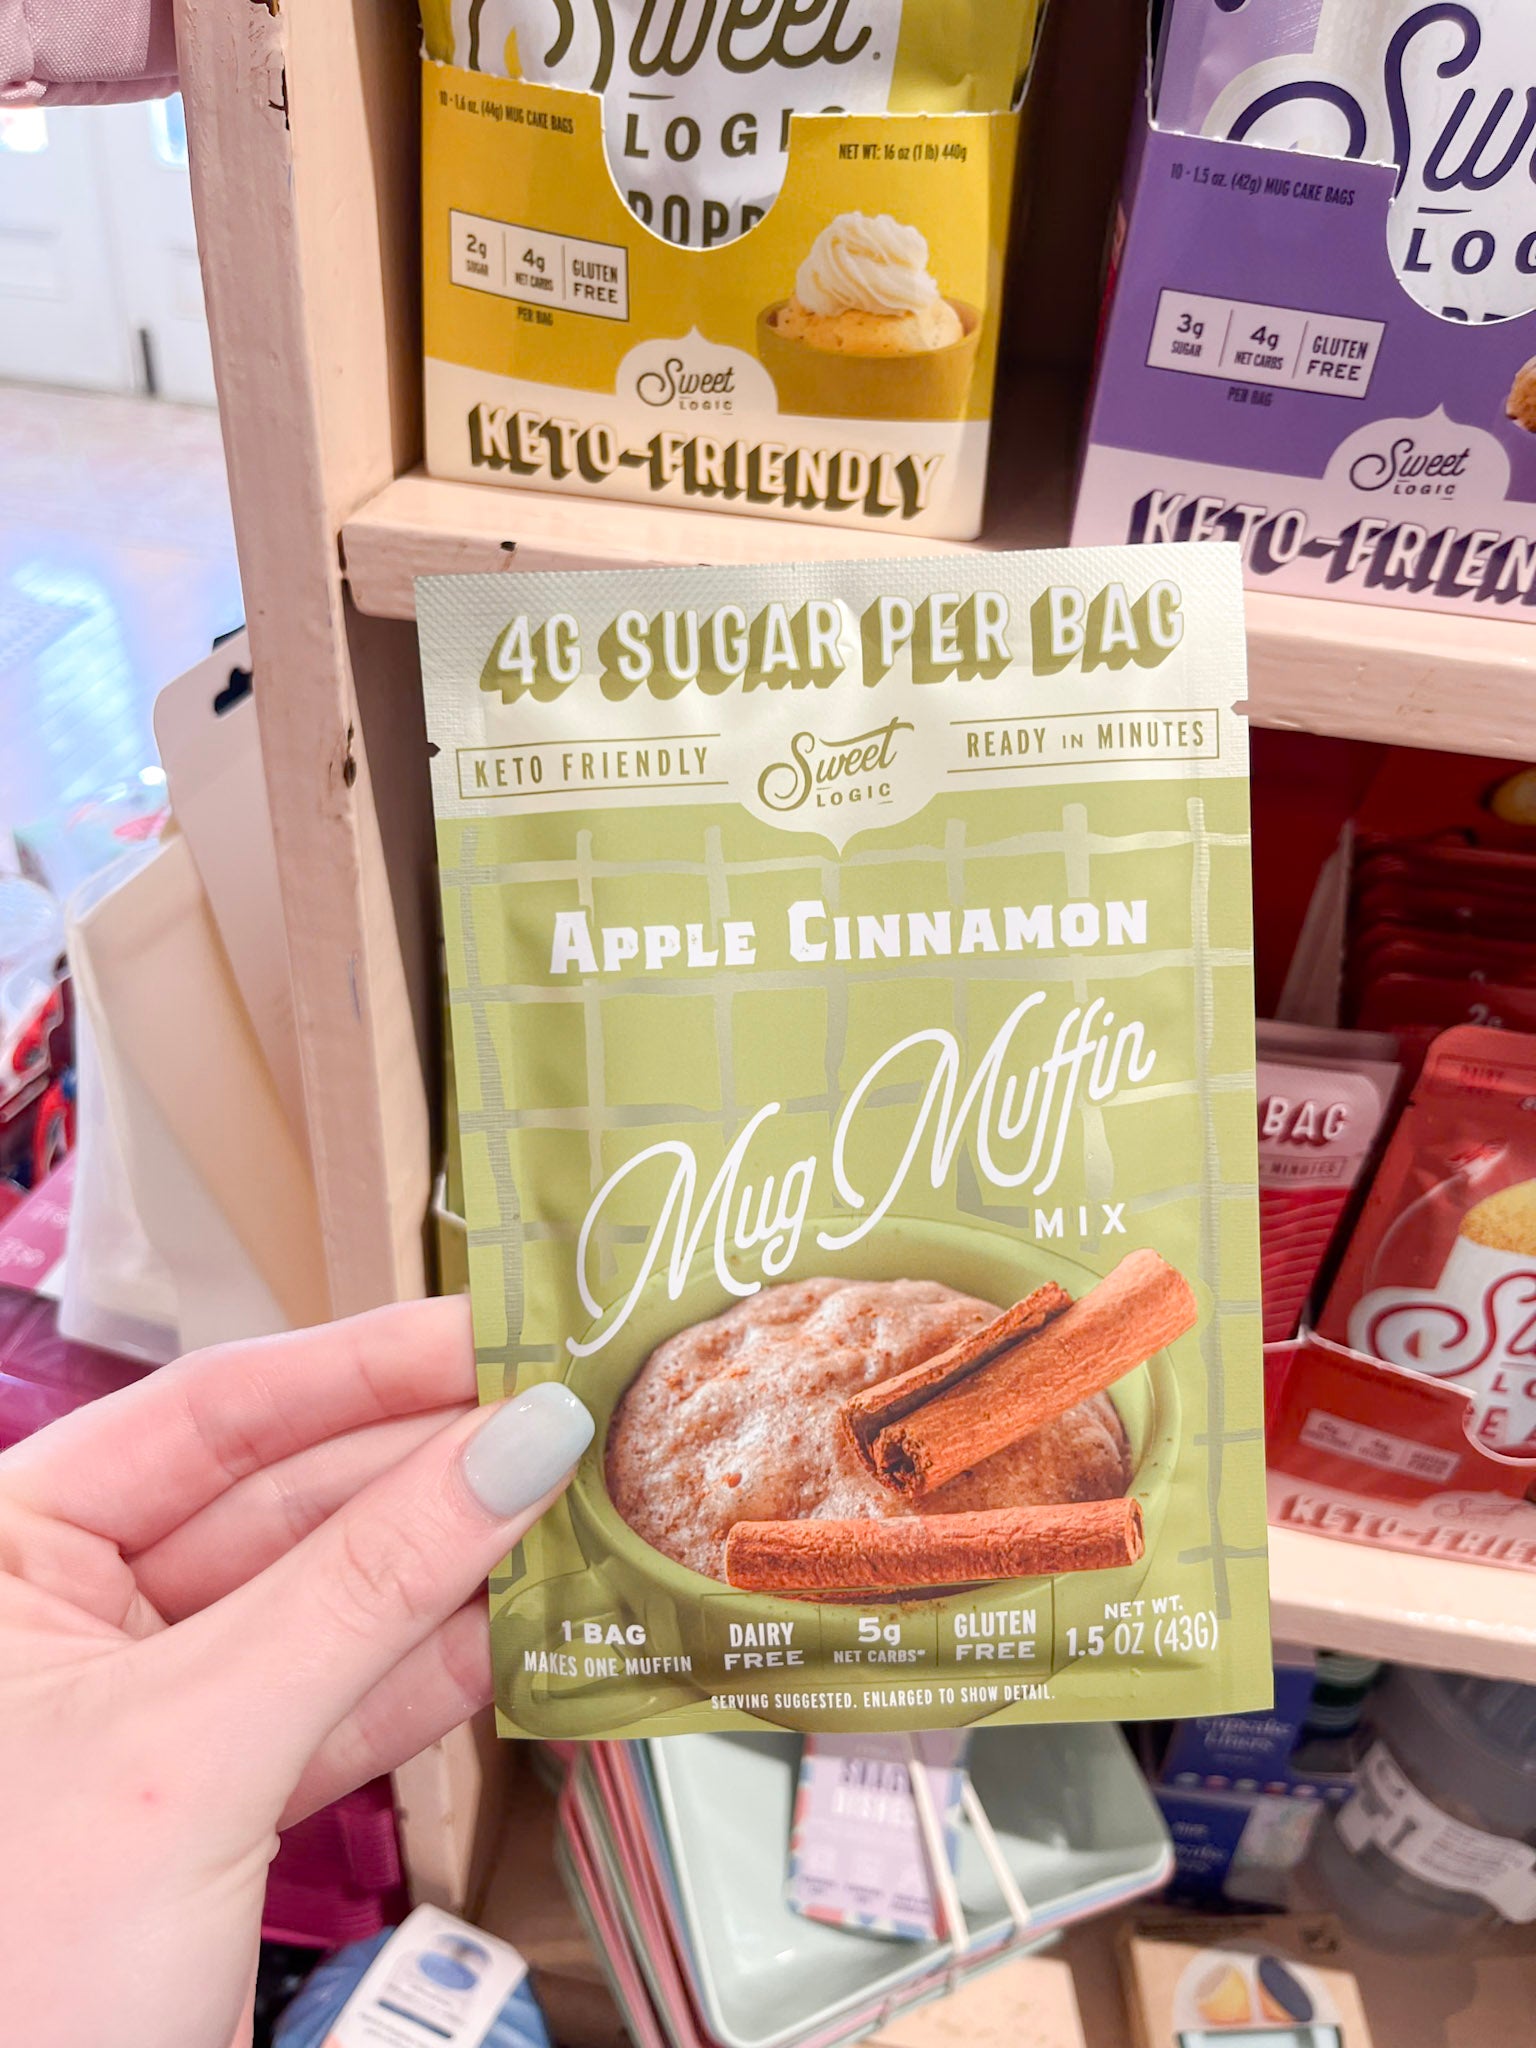 Sweet
LOGIC
10 - 1.6 oz. (44g) MUG CAKE BAGS
NET WT: 16 oz (1 lb) 440g
2g
SUGAR
4g
NET CARBS
GLUTEN
FREE
PER BAG
Sweet
LOGIC
KETO-FRIENDLY
10 - 1.5 oz. (42g) MUG CAKE BAGS
3g
SUGAR
4g
NET CARBS
GLUTEN
FREE
PER BAG
Sweet
LOGIC
4G SUGAR PER BAG
KETO FRIENDLY
Sweet
LOGIC
READY IN MINUTES
APPLE CINNAMON
Mug Muffin
MIX
1 BAG
MAKES ONE MUFFIN
DAIRY
FREE
5g
NET CARBS*
GLUTEN
FREE
NET WT.
1.5 OZ (43G)
SERVING SUGGESTED. ENLARGED TO SHOW DETAIL.
BAG
MINUTES